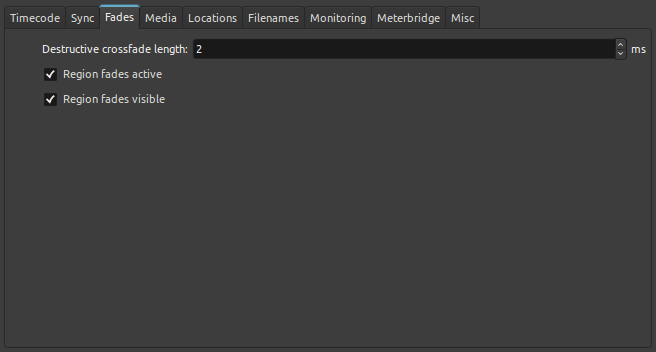 Timecode Sync Fades Media Locations Filenames Monitoring Meterbridge Misc
Destructive crossfade length: 2 ms
Region fades active
Region fades visible